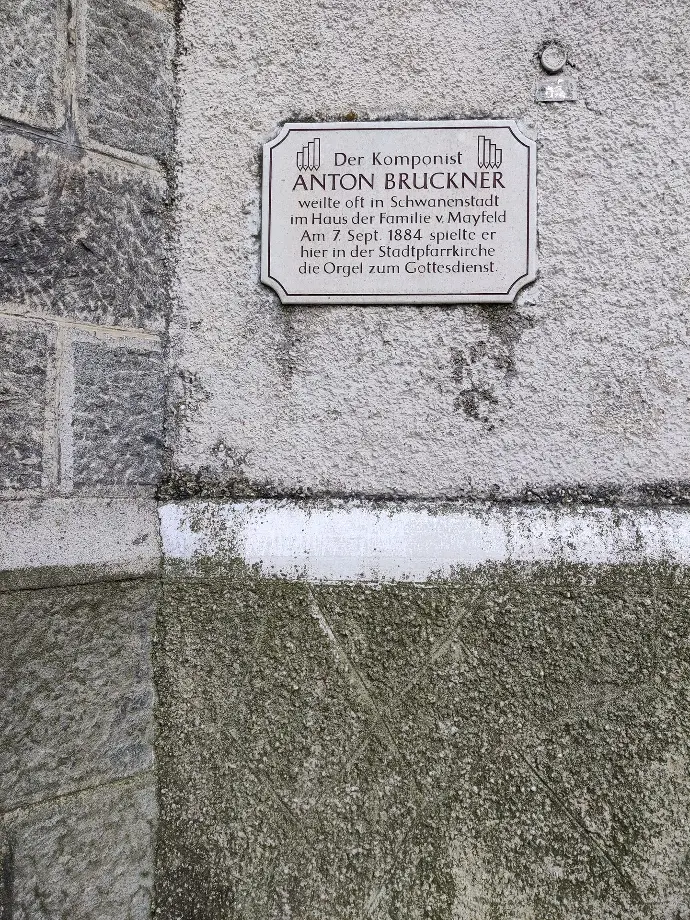 Der Komponist
ANTON BRUCKNER
weilte oft in Schwanenstadt
im Haus der Familie v. Mayfeld
Am 7. Sept. 1884 spielte er
hier in der Stadtpfarrkirche
die Orgel zum Gottesdienst.